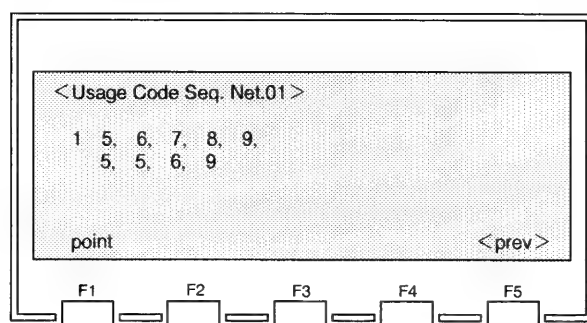 <Usage Code Seq. Net.01>
1 5, 6, 7, 8, 9,
5, 5, 6, 9
point <prev>
F1 F2 F3 F4 F5